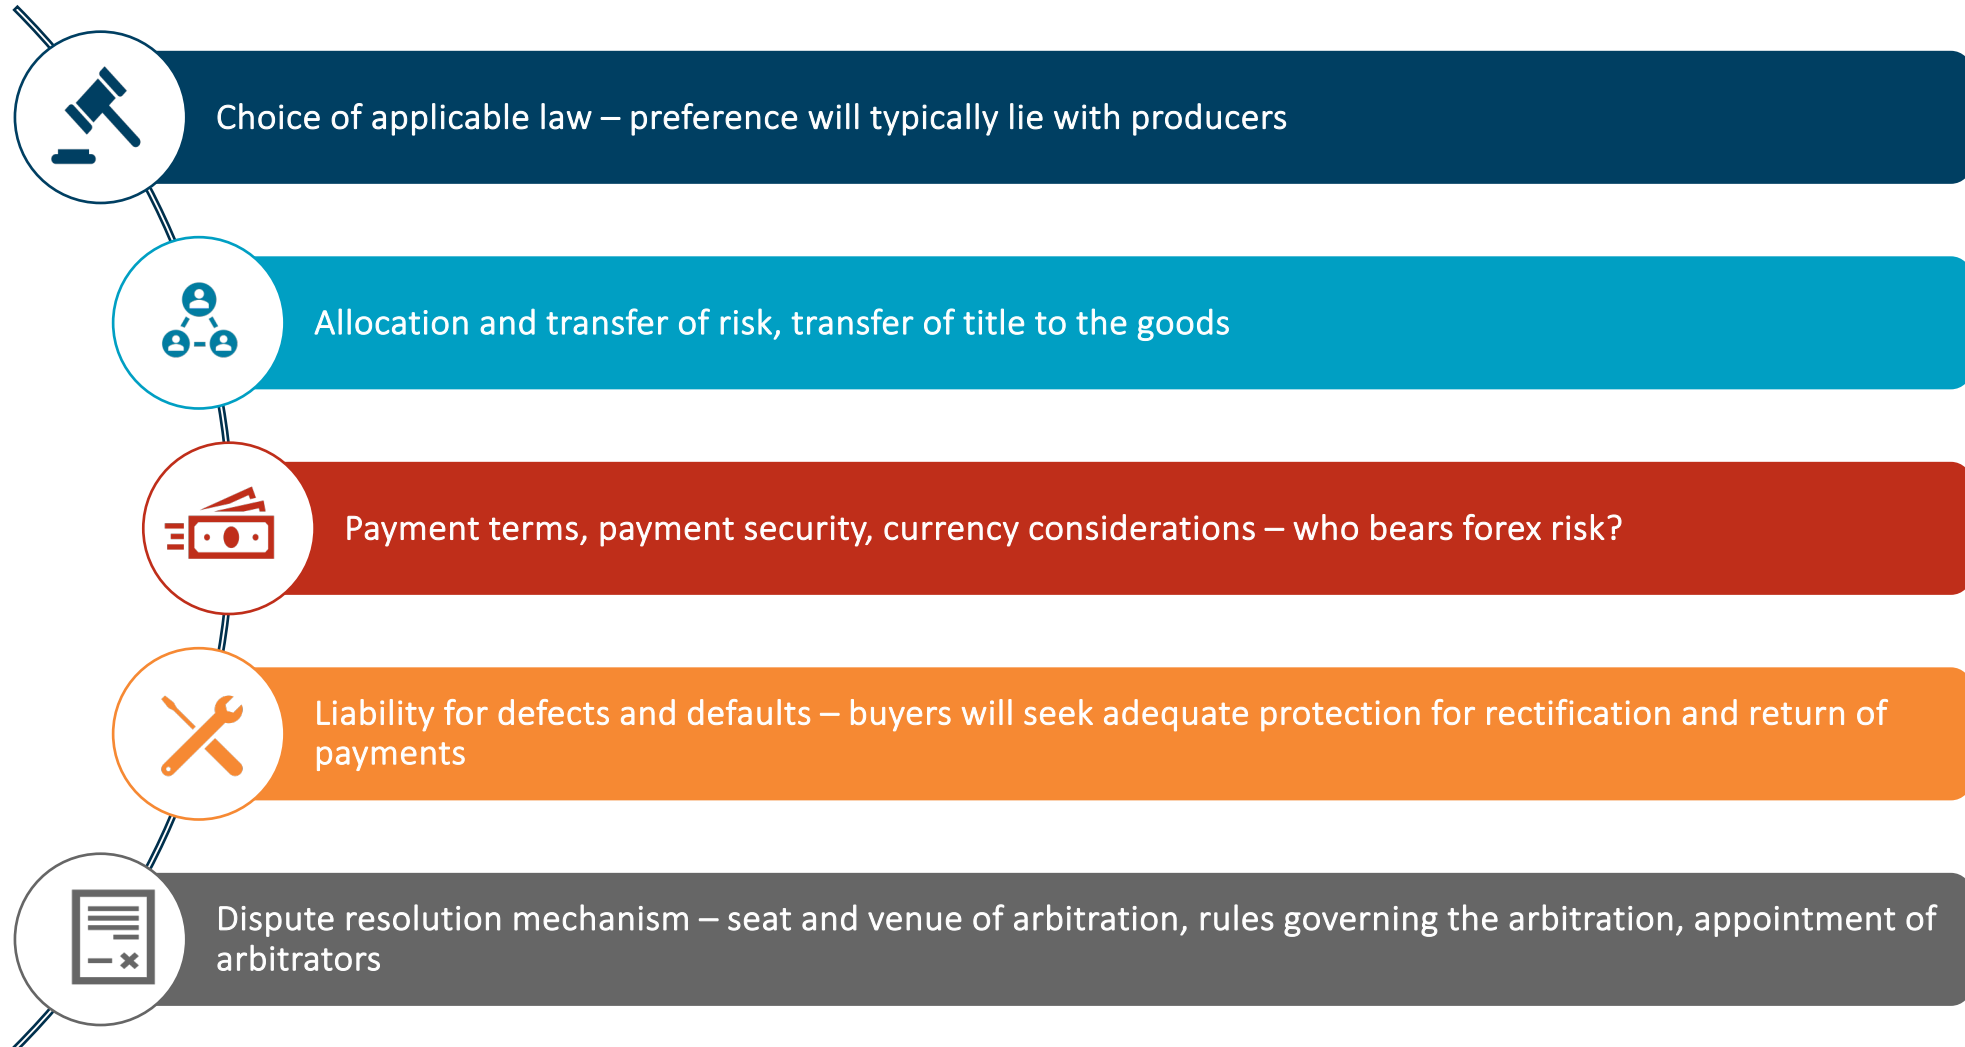 Choice of applicable law – preference will typically lie with producers
Allocation and transfer of risk, transfer of title to the goods
Payment terms, payment security, currency considerations – who bears forex risk?
Liability for defects and defaults – buyers will seek adequate protection for rectification and return of
payments
Dispute resolution mechanism – seat and venue of arbitration, rules governing the arbitration, appointment of
arbitrators